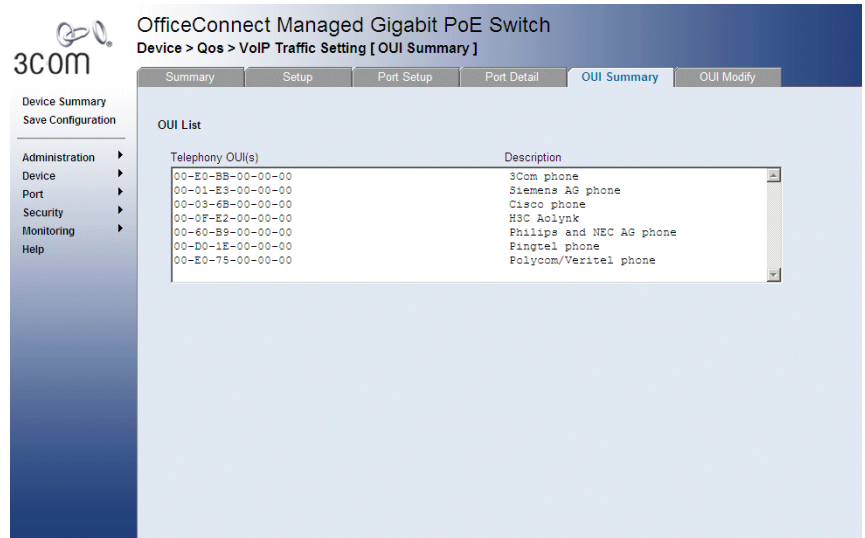 3COM
OfficeConnect Managed Gigabit PoE Switch
Device > Qos > VoIP Traffic Setting [ OUI Summary ]
Summary Setup Port Setup Port Detail OUI Summary OUI Modify
Device Summary
Save Configuration
Administration
Device
Port
Security
Monitoring
Help
OUI List
Telephony OUI(s) Description
00-E0-BB-00-00-00 3Com phone
00-01-E3-00-00-00 Siemens AG phone
00-03-6B-00-00-00 Cisco phone
00-0F-E2-00-00-00 H3C Aolynk
00-60-B9-00-00-00 Philips and NEC AG phone
00-D0-1E-00-00-00 Pingtel phone
00-E0-75-00-00-00 Polycom/Veritel phone